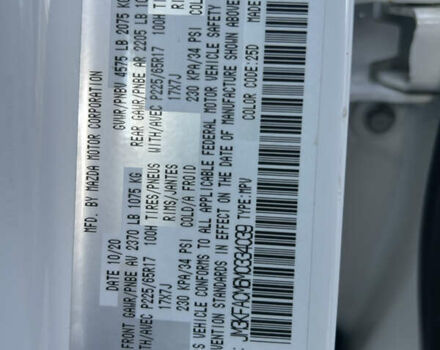 MFD. BY MAZDA MOTOR CORPORATION
DATE 10/20 GVWR/PNBV 4575 LB 2075 KG
FRONT GAWR/PNBE AV 2370 LB 1075 KG REAR GAWR/PNBE AR 2205 LB
WITH/AVEC P225/65R17 100H TIRES/PNEUS WITH/AVEC P225/65R17 100H
17X7J RIMS/JANTES 17X7J
230 KPA/34 PSI COLD/A FROID 230 KPA/34 PSI COLD
VEHICLE CONFORMS TO ALL APPLICABLE FEDERAL MOTOR VEHICLE SAFETY
STANDARDS IN EFFECT ON THE DATE OF MANUFACTURE SHOWN ABOVE
JM3KFACM6M0334039 TYPE: MPV COLOR CODE: 25D MADE